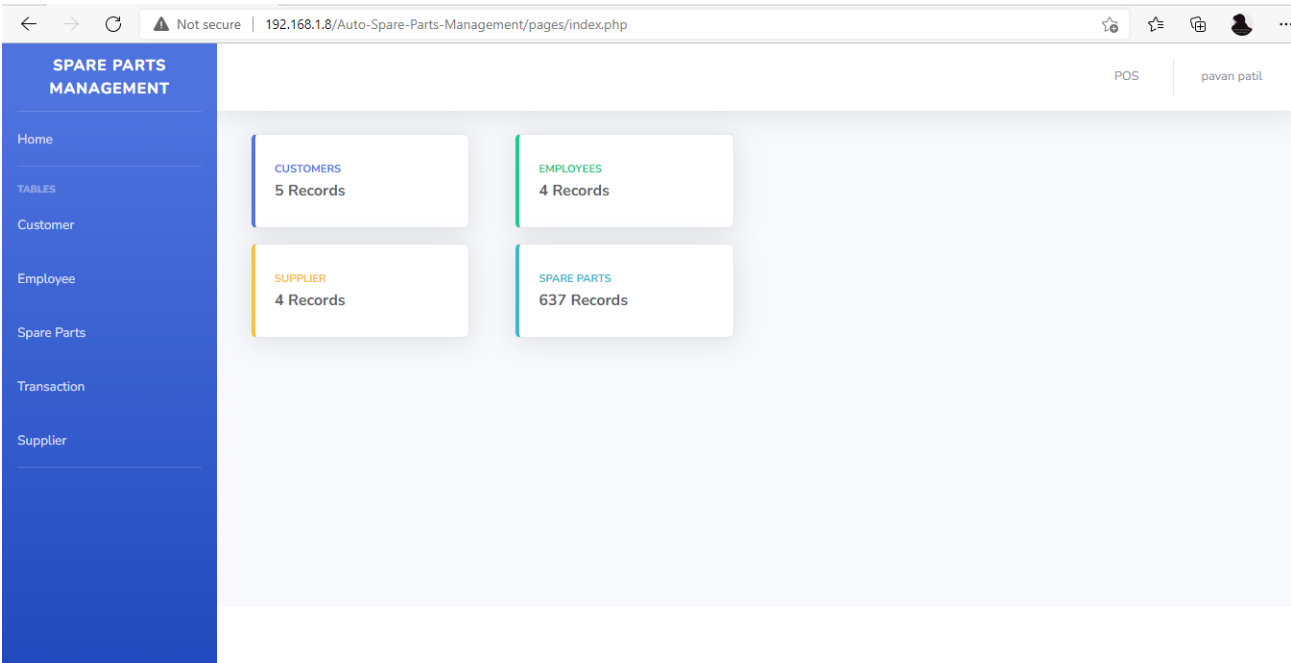 Not secure | 192.168.1.8/Auto-Spare-Parts-Management/pages/index.php
SPARE PARTS
MANAGEMENT
POS
pavan patil
Home
TABLES
Customer
Employee
Spare Parts
Transaction
Supplier
CUSTOMERS
5 Records
EMPLOYEES
4 Records
SUPPLIER
4 Records
SPARE PARTS
637 Records